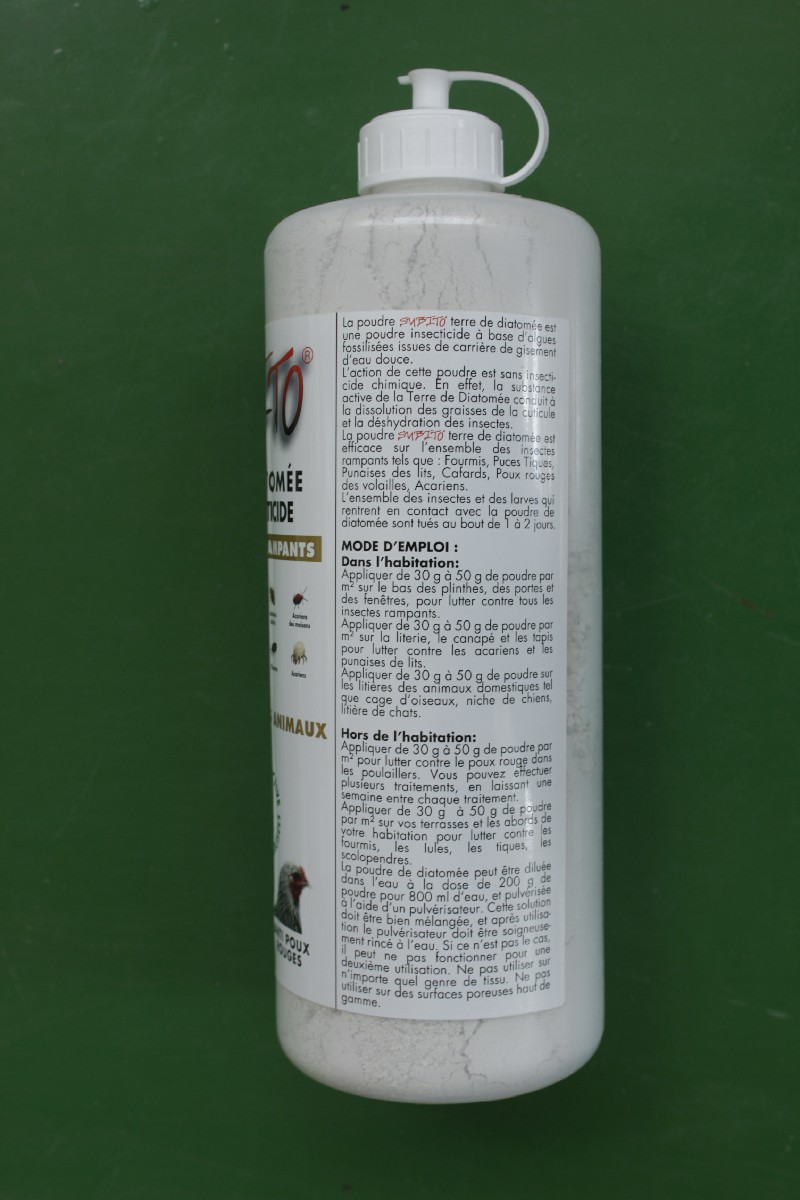 TO®
OMÉE
TICIDE
AMPANTS
Acariens
des maisons
Acariens
ANIMAUX
POUX
ROUGES
La poudre SUBITO terre de diatomée est
une poudre insecticide à base d'algues
fossilisées issues de carrière de gisement
d'eau douce.
L'action de cette poudre est sans insecti-
cide chimique. En effet, la substance
active de la Terre de Diatomée conduit à
la dissolution des graisses de la cuticule
et la déshydration des insectes.
La poudre SUBITO terre de diatomée est
efficace sur l'ensemble des insectes
rampants tels que : Fourmis, Puces Tiques,
Punaises des lits, Cafards, Poux rouges
des volailles, Acariens.
L'ensemble des insectes et des larves qui
rentrent en contact avec la poudre de
diatomée sont tués au bout de 1 à 2 jours.
MODE D'EMPLOI :
Dans l'habitation:
Appliquer de 30 g à 50 g de poudre par
m² sur le bas des plinthes, des portes et
des fenêtres, pour lutter contre tous les
insectes rampants.
Appliquer de 30 g à 50 g de poudre par
m² sur la literie, le canapé et les tapis
pour lutter contre les acariens et les
punaises de lits.
Appliquer de 30 g à 50 g de poudre sur
les litières des animaux domestiques tel
que cage d'oiseaux, niche de chiens,
litière de chats.
Hors de l'habitation:
Appliquer de 30 g à 50 g de poudre par
m² pour lutter contre le poux rouge dans
les poulaillers. Vous pouvez effectuer
plusieurs traitements, en laissant une
semaine entre chaque traitement.
Appliquer de 30 g à 50 g de poudre
par m² sur vos terrasses et les abords de
votre habitation pour lutter contre les
fourmis, les lules, les tiques, les
scolopendres.
La poudre de diatomée peut être diluée
dans l'eau à la dose de 200 g de
poudre pour 800 ml d'eau, et pulvérisée
à l'aide d'un pulvérisateur. Cette solution
doit être bien mélangée, et après utilisa-
tion le pulvérisateur doit être soigneuse-
ment rincé à l'eau. Si ce n'est pas le cas,
il peut ne pas fonctionner pour une
deuxième utilisation. Ne pas utiliser sur
n'importe quel genre de tissu. Ne pas
utiliser sur des surfaces poreuses haut de
gamme.